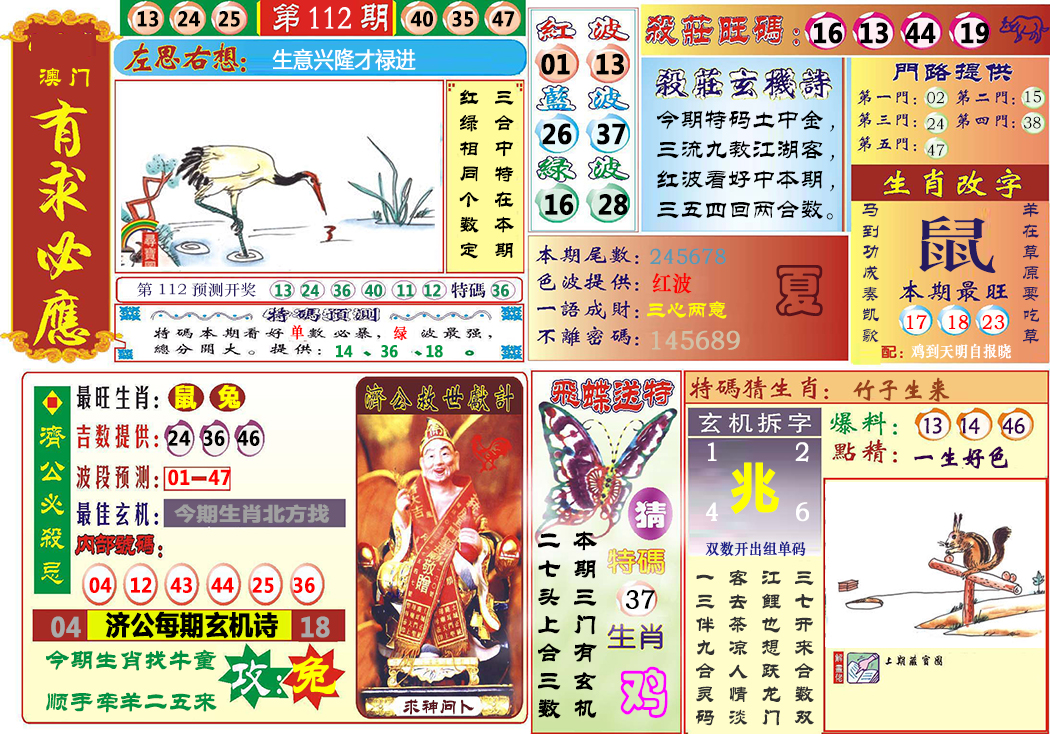 澳门
有求必應
13 24 25 第112期 40 35 47
左思右想： 生意兴隆才禄进
三合中特在本期
红绿相同个数定
尋寶圖
3
第112预测开奖 13 24 36 40 11 12 特碼 36
特碼預測
特碼本期看好单数必暴，绿波最强，
總分開大。提供：14、36、18。
红波
01 13
藍波
26 37
绿波
16 28
殺莊旺碼：16 13 44 19
殺莊玄機詩
今期特码土中金，
三流九教江湖客，
红波看好中本期，
三五四回两合数。
門路提供
第一門：02 第二門：15
第三門：24 第四門：38
第五門：47
本期尾數：245678
色波提供：红波
一語成財：三心两意
不離密碼：145689
夏
生肖改字
马到功成奏凯歌
鼠
羊在草原要吃草
本期最旺
17 18 23
配：鸡到天明自报晓
濟公必殺忌
最旺生肖：鼠 兔
吉数提供：24 36 46
波段预测：01—47
最佳玄机：今期生肖北方找
内部號碼：
04 12 43 44 25 36
04 济公每期玄机诗 18
今期生肖找牛童
顺手牵羊二五来
攻：兔
濟公救世獻計
敬贈
求神问卜
飛蝶送特
猜
特碼
37
生肖
鸡
本期三门有玄机
二七头上合三数
特碼猜生肖：竹子生来
玄机拆字
1 2
兆
4 6
双数开出组单码
三七开来合数双
江鲤也想跃龙门
客去茶凉人情淡
一三伴九合灵码
爆料：13 14 46
點精：一生好色
上期藏寶圖